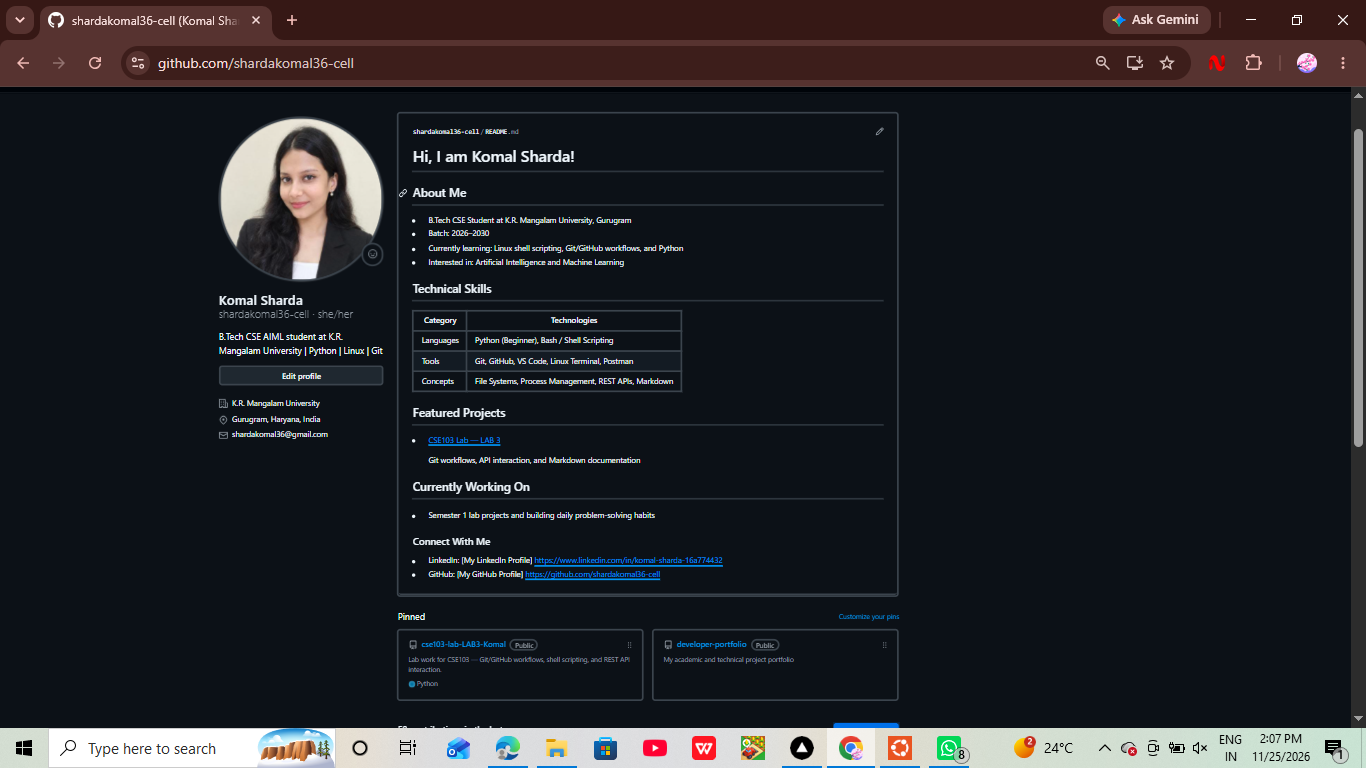 shardakomal36-cell (Komal Sha
Ask Gemini
github.com/shardakomal36-cell
shardakomal36-cell / README.md
Hi, I am Komal Sharda!
About Me
B.Tech CSE Student at K.R. Mangalam University, Gurugram
Batch: 2026–2030
Currently learning: Linux shell scripting, Git/GitHub workflows, and Python
Interested in: Artificial Intelligence and Machine Learning
Technical Skills
Category Technologies
Languages Python (Beginner), Bash / Shell Scripting
Tools Git, GitHub, VS Code, Linux Terminal, Postman
Concepts File Systems, Process Management, REST APIs, Markdown
Featured Projects
CSE103 Lab — LAB 3
Git workflows, API interaction, and Markdown documentation
Currently Working On
Semester 1 lab projects and building daily problem-solving habits
Connect With Me
LinkedIn: [My LinkedIn Profile] https://www.linkedin.com/in/komal-sharda-16a774432
GitHub: [My GitHub Profile] https://github.com/shardakomal36-cell
Komal Sharda
shardakomal36-cell · she/her
B.Tech CSE AIML student at K.R.
Mangalam University | Python | Linux | Git
Edit profile
K.R. Mangalam University
Gurugram, Haryana, India
shardakomal36@gmail.com
Pinned
Customize your pins
cse103-lab-LAB3-Komal Public
Lab work for CSE103 — Git/GitHub workflows, shell scripting, and REST API
interaction.
Python
developer-portfolio Public
My academic and technical project portfolio
Type here to search
8
2
24°C
ENG
IN
2:07 PM
11/25/2026
1